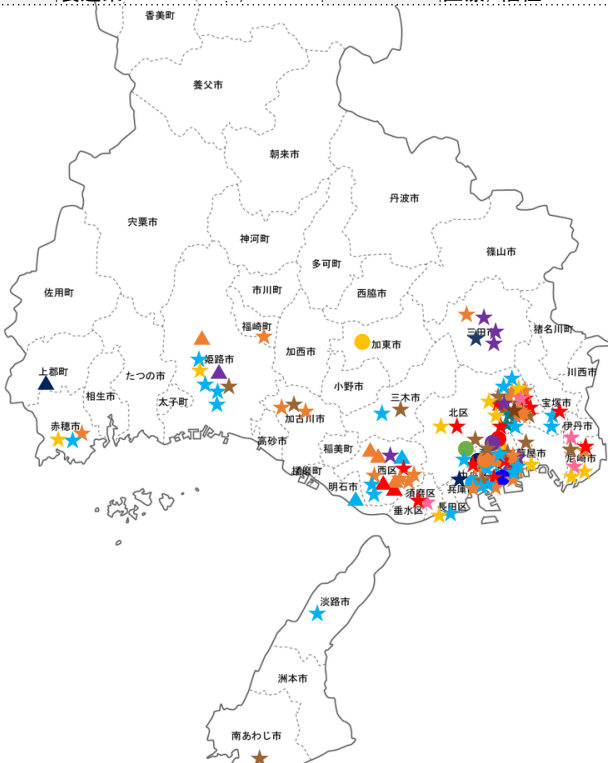 香美町
養父市
朝来市
丹波市
宍粟市
神河町
篠山市
多可町
佐用町
市川町
西脇市
福崎町
三田市
猪名川町
加東市
加西市
姫路市
上郡町
たつの市
川西市
相生市
小野市
太子町
三木市
宝塚市
北区
加古川市
赤穂市
伊丹市
高砂市
稲美町
芦屋市
尼崎市
西区
播磨町
明石市
須磨区
兵庫
長田区
垂水区
淡路市
洲本市
南あわじ市